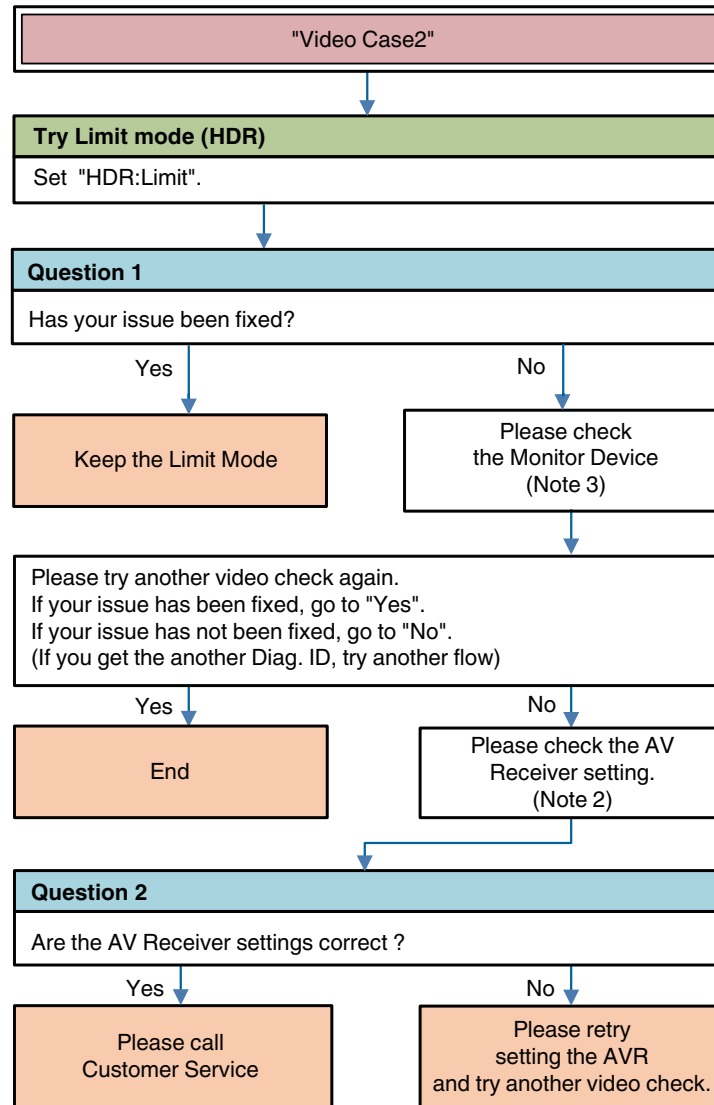 "Video Case2"
Try Limit mode (HDR)
Set "HDR:Limit".
Question 1
Has your issue been fixed?
Yes
No
Keep the Limit Mode
Please check
the Monitor Device
(Note 3)
Please try another video check again.
If your issue has been fixed, go to "Yes".
If your issue has not been fixed, go to "No".
(If you get the another Diag. ID, try another flow)
Yes
No
End
Please check the AV
Receiver setting.
(Note 2)
Question 2
Are the AV Receiver settings correct ?
Yes
No
Please call
Customer Service
Please retry
setting the AVR
and try another video check.